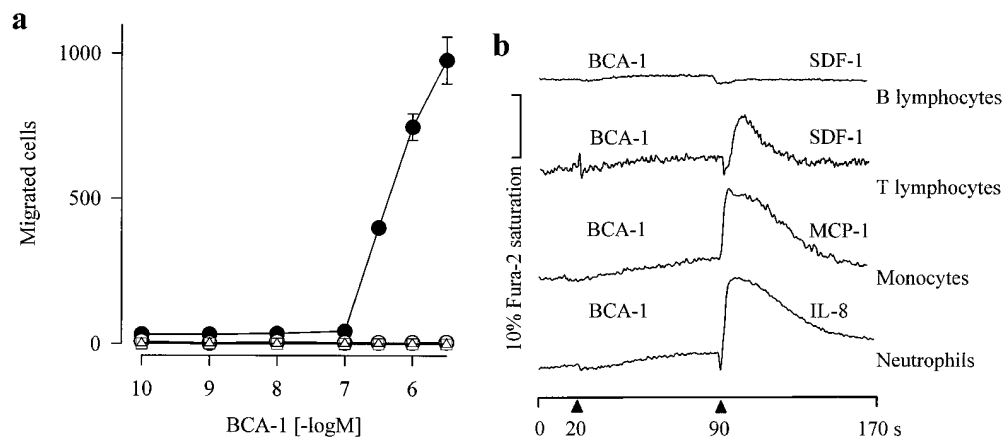 a
1000
500
0
Migrated cells
10 9 8 7 6
BCA-1 [-logM]
b
BCA-1 SDF-1
B lymphocytes
BCA-1 SDF-1
T lymphocytes
BCA-1 MCP-1
Monocytes
BCA-1 IL-8
Neutrophils
10% Fura-2 saturation
0 20 90 170 s